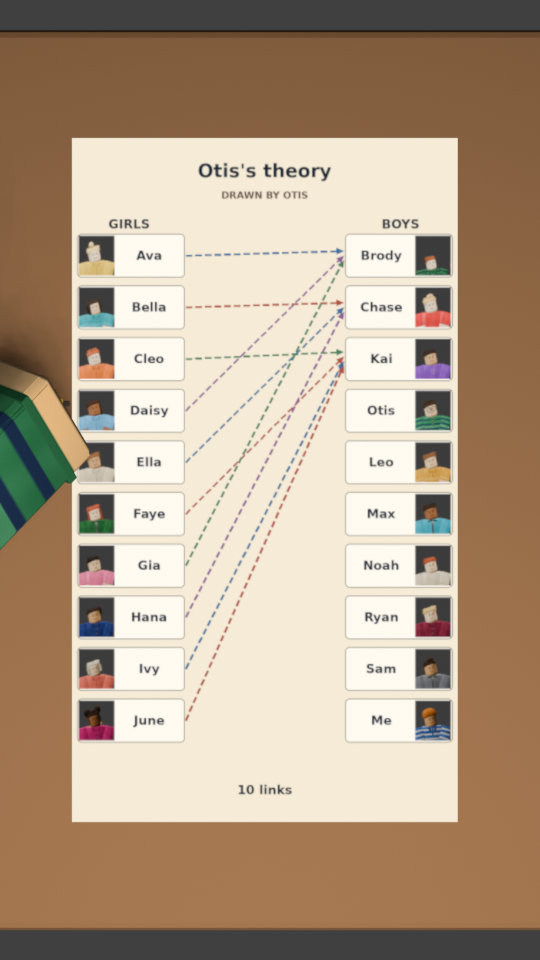 Otis's theory
DRAWN BY OTIS
GIRLS BOYS
Ava Brody
Bella Chase
Cleo Kai
Daisy Otis
Ella Leo
Faye Max
Gia Noah
Hana Ryan
Ivy Sam
June Me
10 links